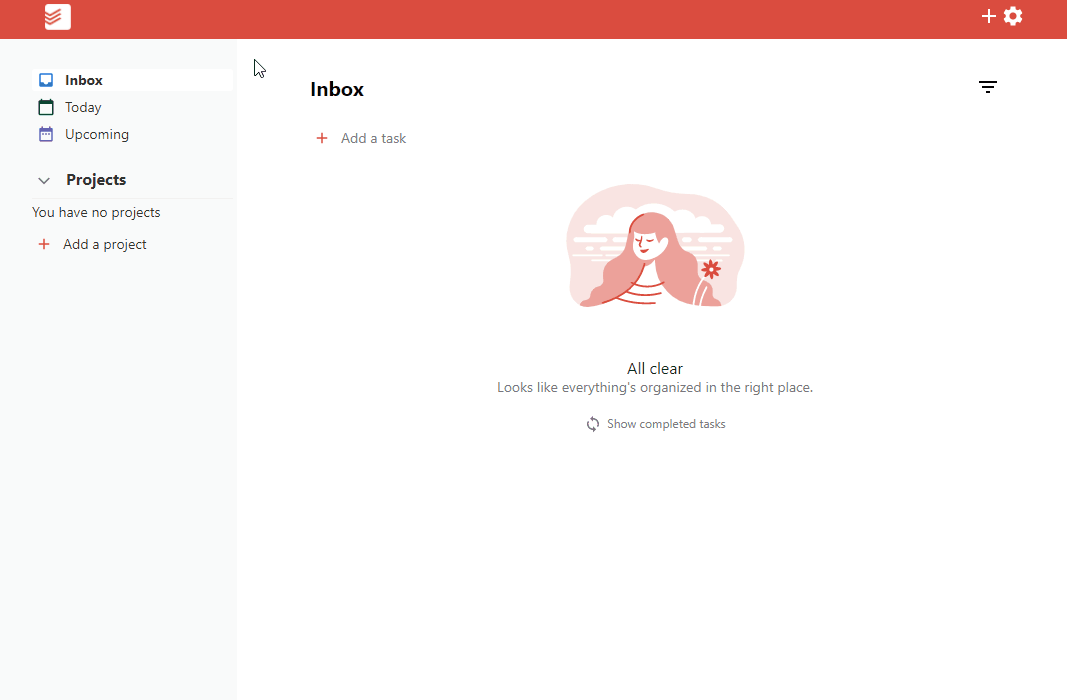 Inbox
Today
Upcoming
Projects
You have no projects
Add a project
Inbox
Add a task
All clear
Looks like everything's organized in the right place.
Show completed tasks